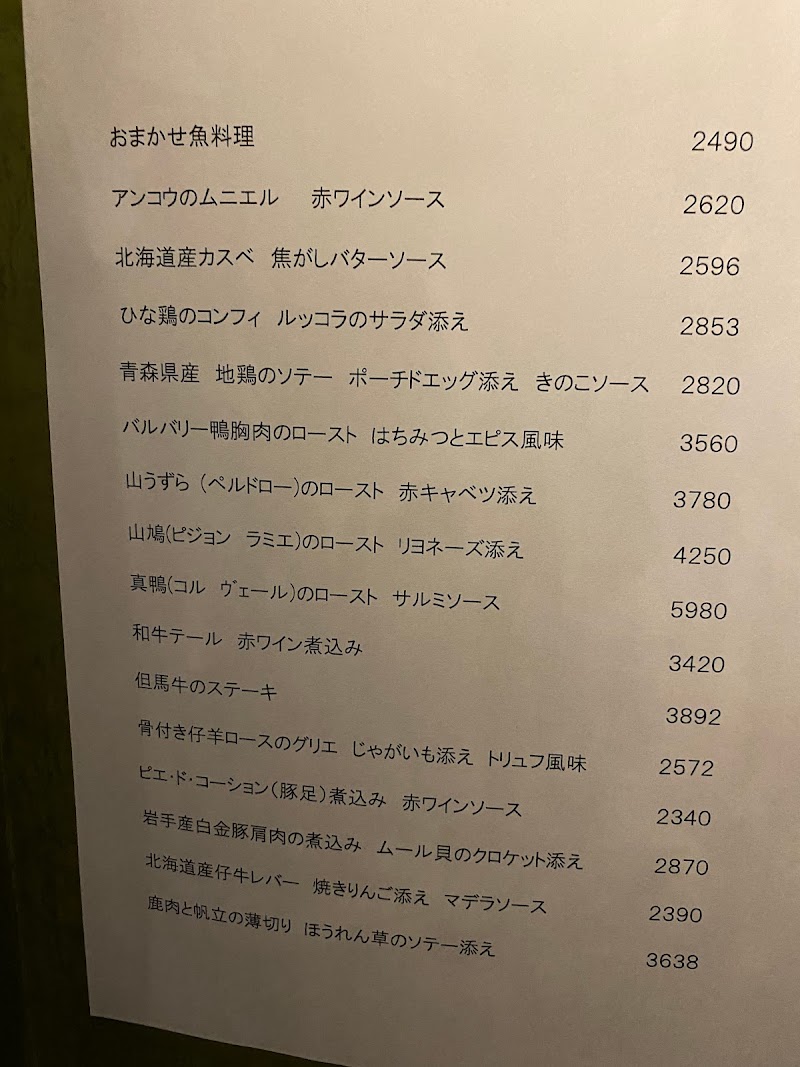 おまかせ魚料理 2490
アンコウのムニエル 赤ワインソース 2620
北海道産カスベ 焦がしバターソース 2596
ひな鶏のコンフィ ルッコラのサラダ添え 2853
青森県産 地鶏のソテー ポーチドエッグ添え きのこソース 2820
バルバリー鴨胸肉のロースト はちみつとエピス風味 3560
山うずら (ペルドロー)のロースト 赤キャベツ添え 3780
山鳩(ピジョン ラミエ)のロースト リヨネーズ添え 4250
真鴨(コル ヴェール)のロースト サルミソース 5980
和牛テール 赤ワイン煮込み 3420
但馬牛のステーキ 3892
骨付き仔羊ロースのグリエ じゃがいも添え トリュフ風味 2572
ピエ・ド・コーション(豚足)煮込み 赤ワインソース 2340
岩手産白金豚肩肉の煮込み ムール貝のクロケット添え 2870
北海道産仔牛レバー 焼きりんご添え マデラソース 2390
鹿肉と帆立の薄切り ほうれん草のソテー添え 3638